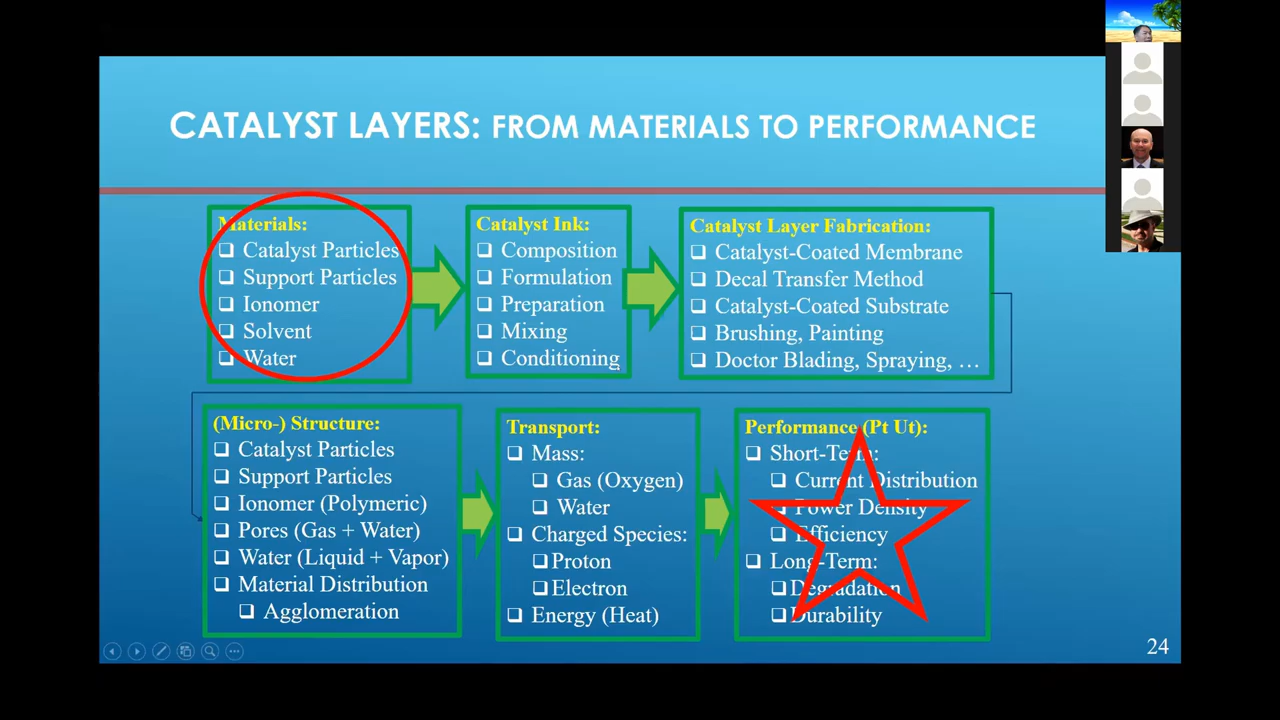 CATALYST LAYERS: FROM MATERIALS TO PERFORMANCE
Materials:
Catalyst Particles
Support Particles
Ionomer
Solvent
Water
Catalyst Ink:
Composition
Formulation
Preparation
Mixing
Conditioning
Catalyst Layer Fabrication:
Catalyst-Coated Membrane
Decal Transfer Method
Catalyst-Coated Substrate
Brushing, Painting
Doctor Blading, Spraying, …
(Micro-) Structure:
Catalyst Particles
Support Particles
Ionomer (Polymeric)
Pores (Gas + Water)
Water (Liquid + Vapor)
Material Distribution
Agglomeration
Transport:
Mass:
Gas (Oxygen)
Water
Charged Species:
Proton
Electron
Energy (Heat)
Performance (Pt Ut):
Short-Term:
Current Distribution
Power Density
Efficiency
Long-Term:
Degradation
Durability
24